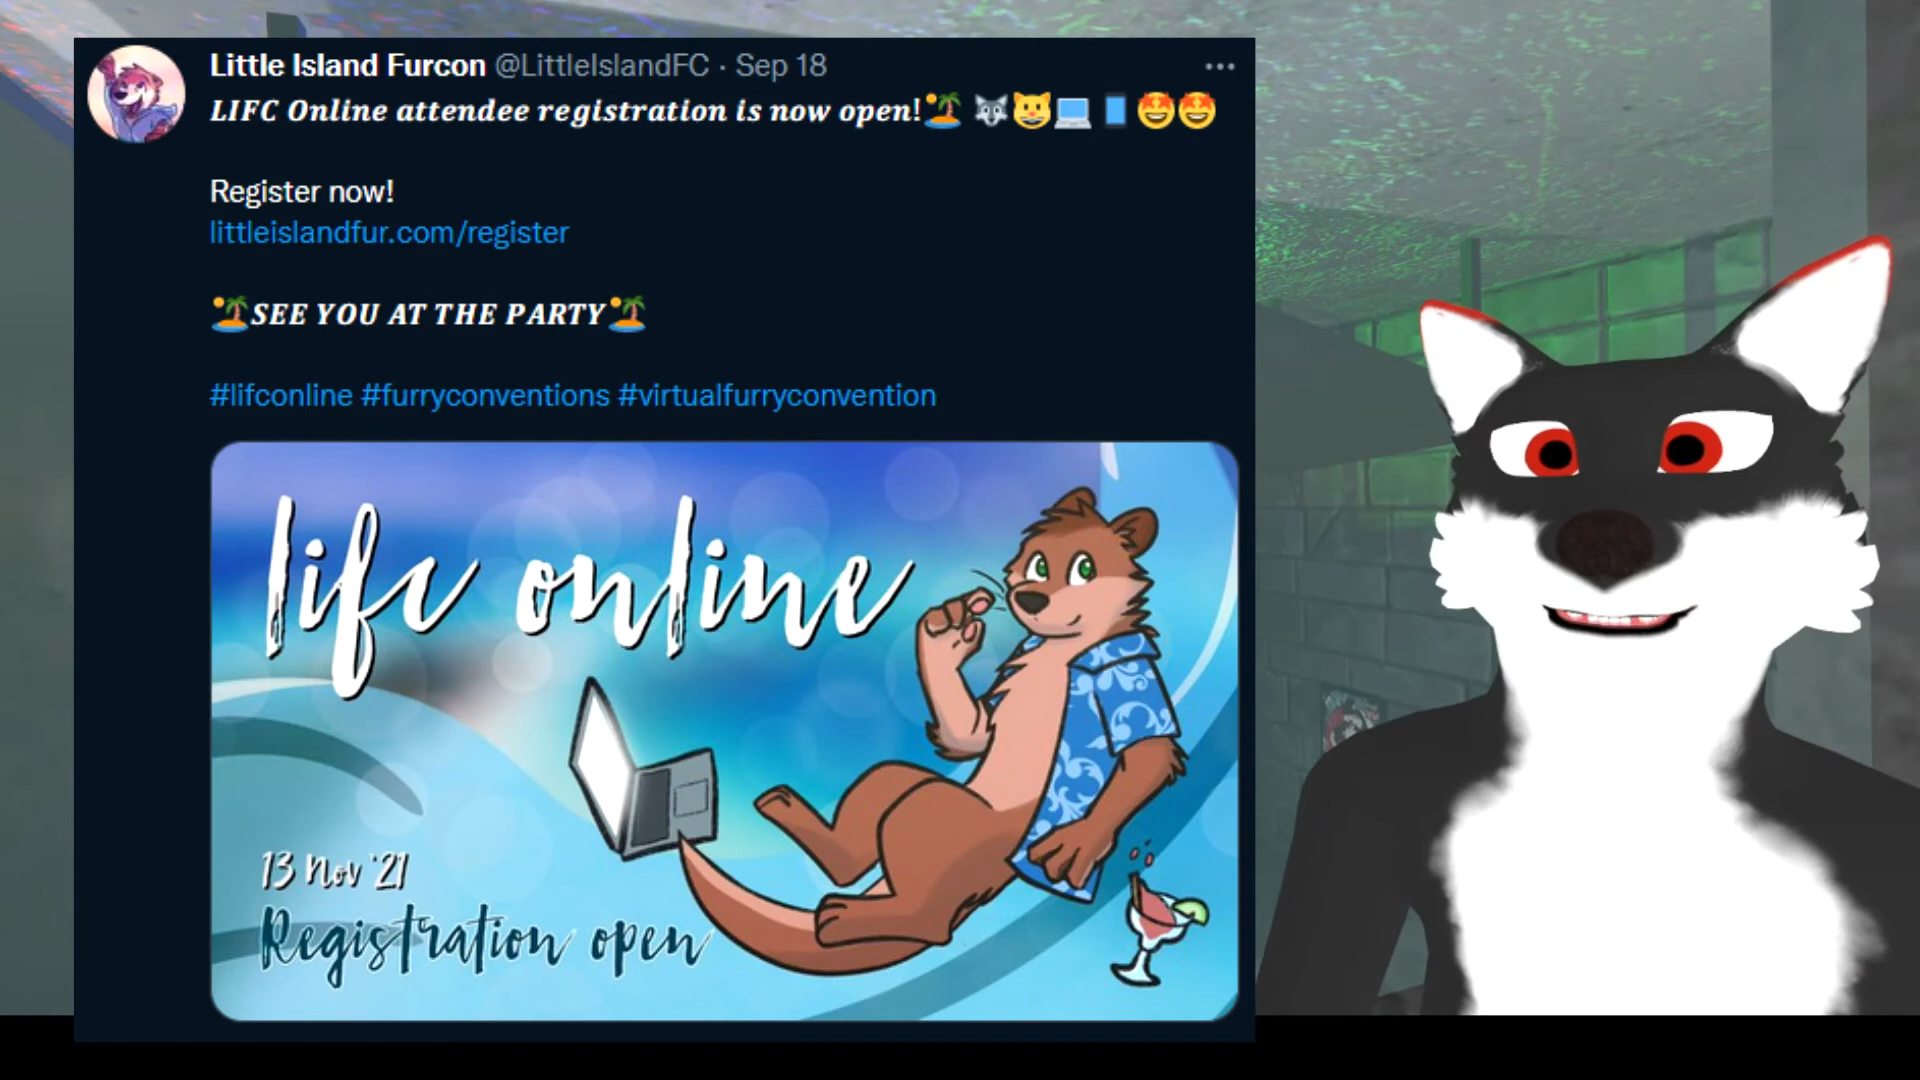 Little Island Furcon @LittleIslandFC · Sep 18
LIFC Online attendee registration is now open!🏝️ 🐺😺💻📱🤩🤩
Register now!
littleislandfur.com/register
🏝️SEE YOU AT THE PARTY🏝️
#lifconline #furryconventions #virtualfurryconvention
lifc online
13 Nov '21
Registration open